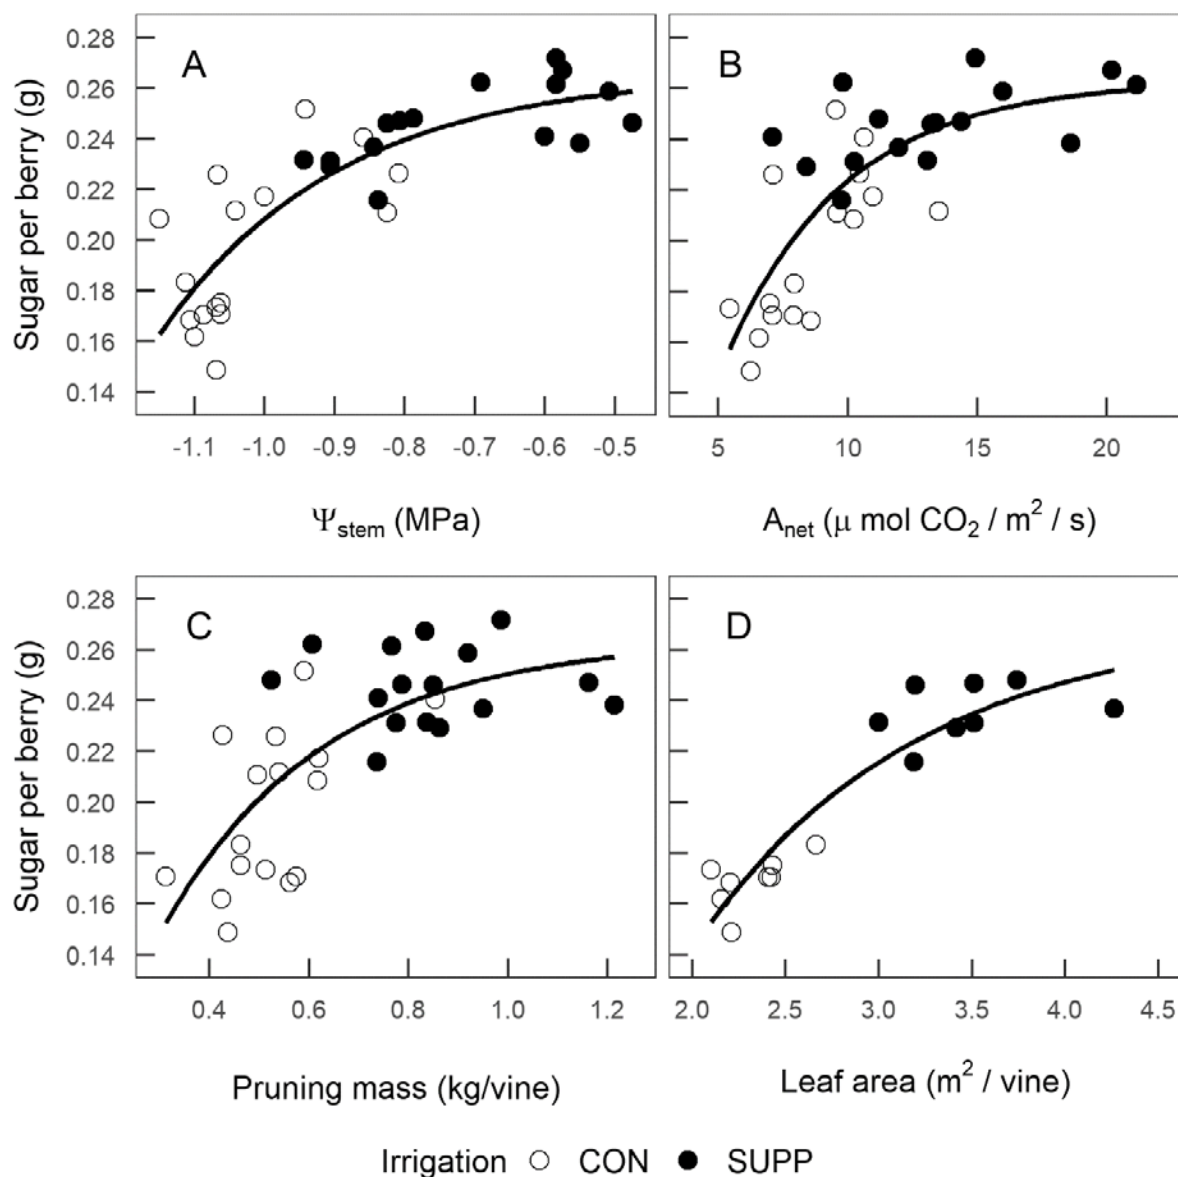 A
B
Sugar per berry (g)
0.28
0.26
0.24
0.22
0.20
0.18
0.16
0.14
-1.1 -1.0 -0.9 -0.8 -0.7 -0.6 -0.5
5 10 15 20
Ψstem (MPa)
Anet (μ mol CO2 / m2 / s)
C
D
Sugar per berry (g)
0.28
0.26
0.24
0.22
0.20
0.18
0.16
0.14
0.4 0.6 0.8 1.0 1.2
2.0 2.5 3.0 3.5 4.0 4.5
Pruning mass (kg/vine)
Leaf area (m2 / vine)
Irrigation CON SUPP